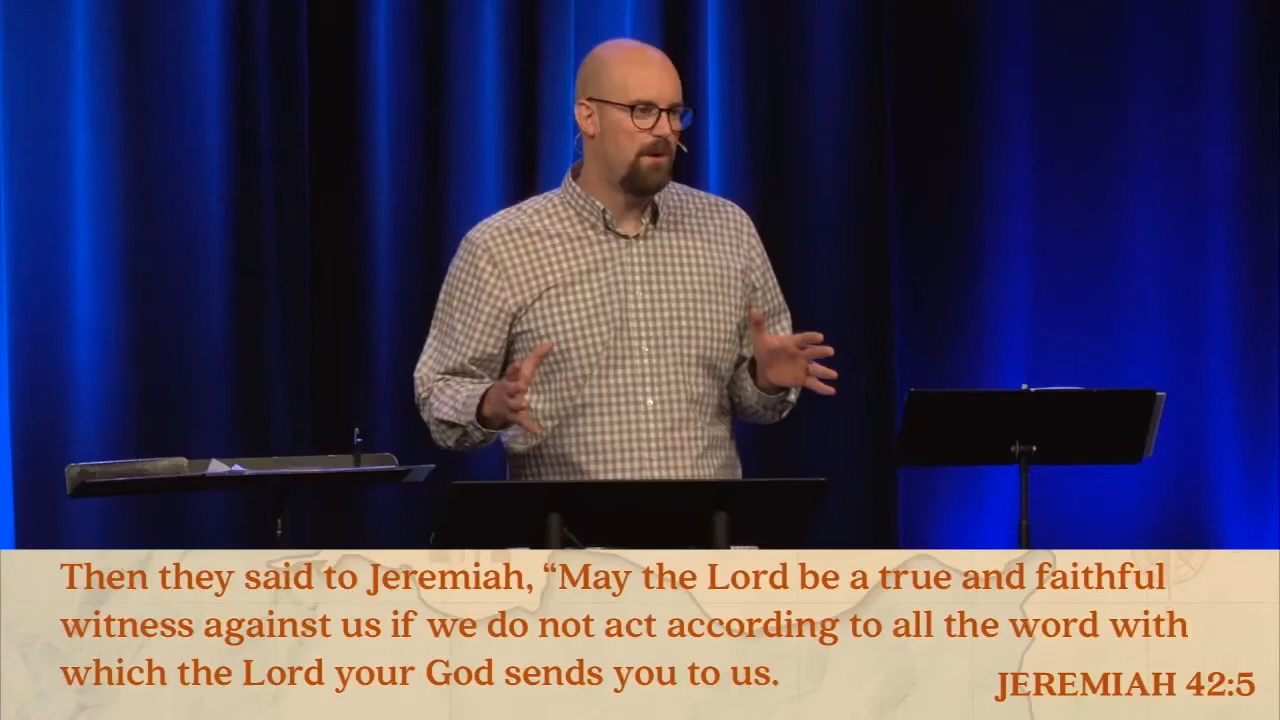 Then they said to Jeremiah, “May the Lord be a true and faithful
witness against us if we do not act according to all the word with
which the Lord your God sends you to us.
JEREMIAH 42:5